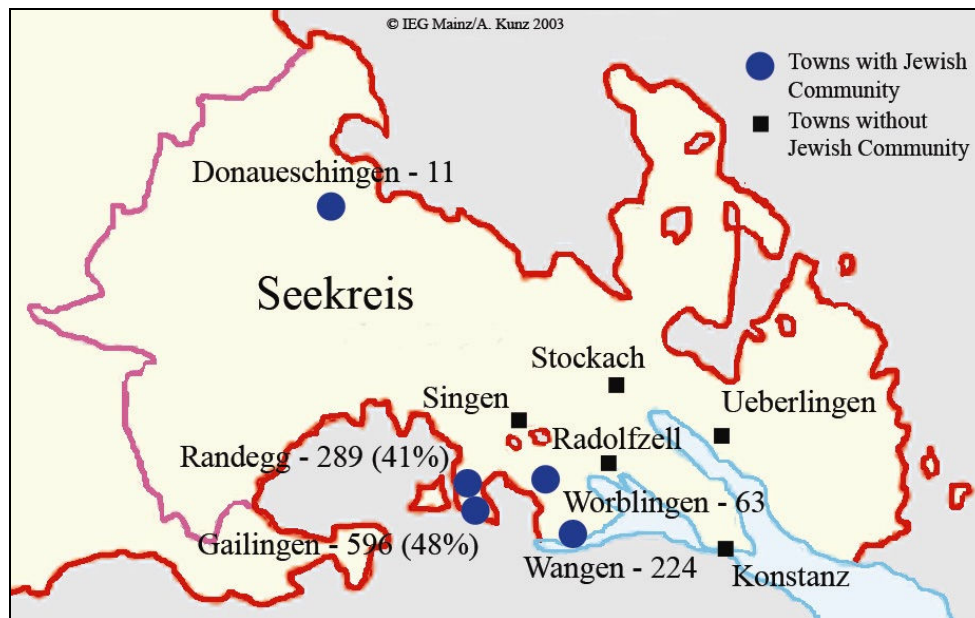 © IEG Mainz/A. Kunz 2003
Towns with Jewish
Community
Towns without
Jewish Community
Donaueschingen - 11
Seekreis
Stockach
Singen
Ueberlingen
Radolfzell
Randegg - 289 (41%)
Worblingen - 63
Gailingen - 596 (48%)
Wangen - 224
Konstanz